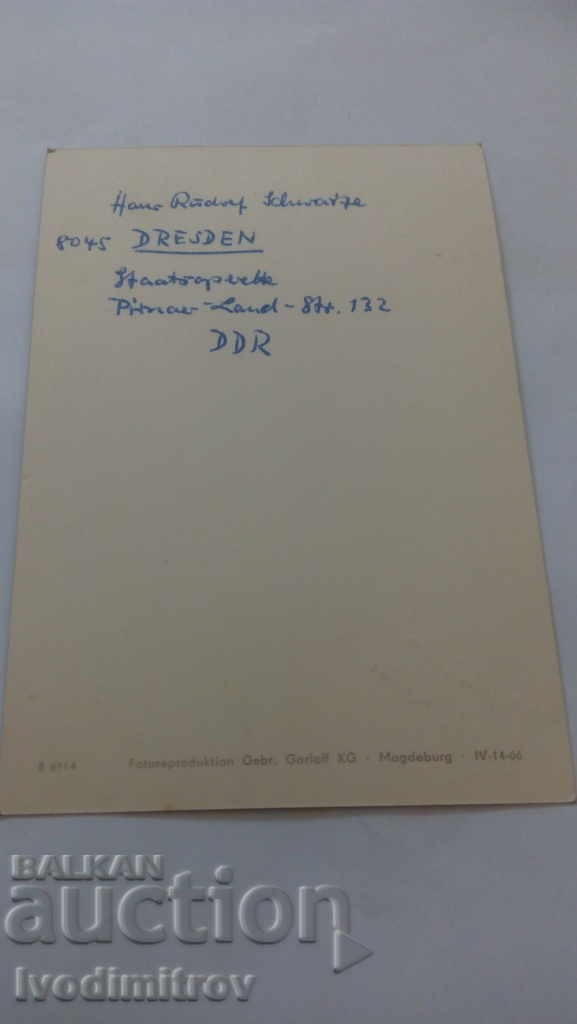 Hans Rudolf Schwarze
8045 DRESDEN
Staatsoperette
Pirnaer-Land-Str. 132
DDR
Fotoreproduktion Gebr. Garloff KG · Magdeburg · IV-14-66
BALKAN
auction
Ivodimitrov